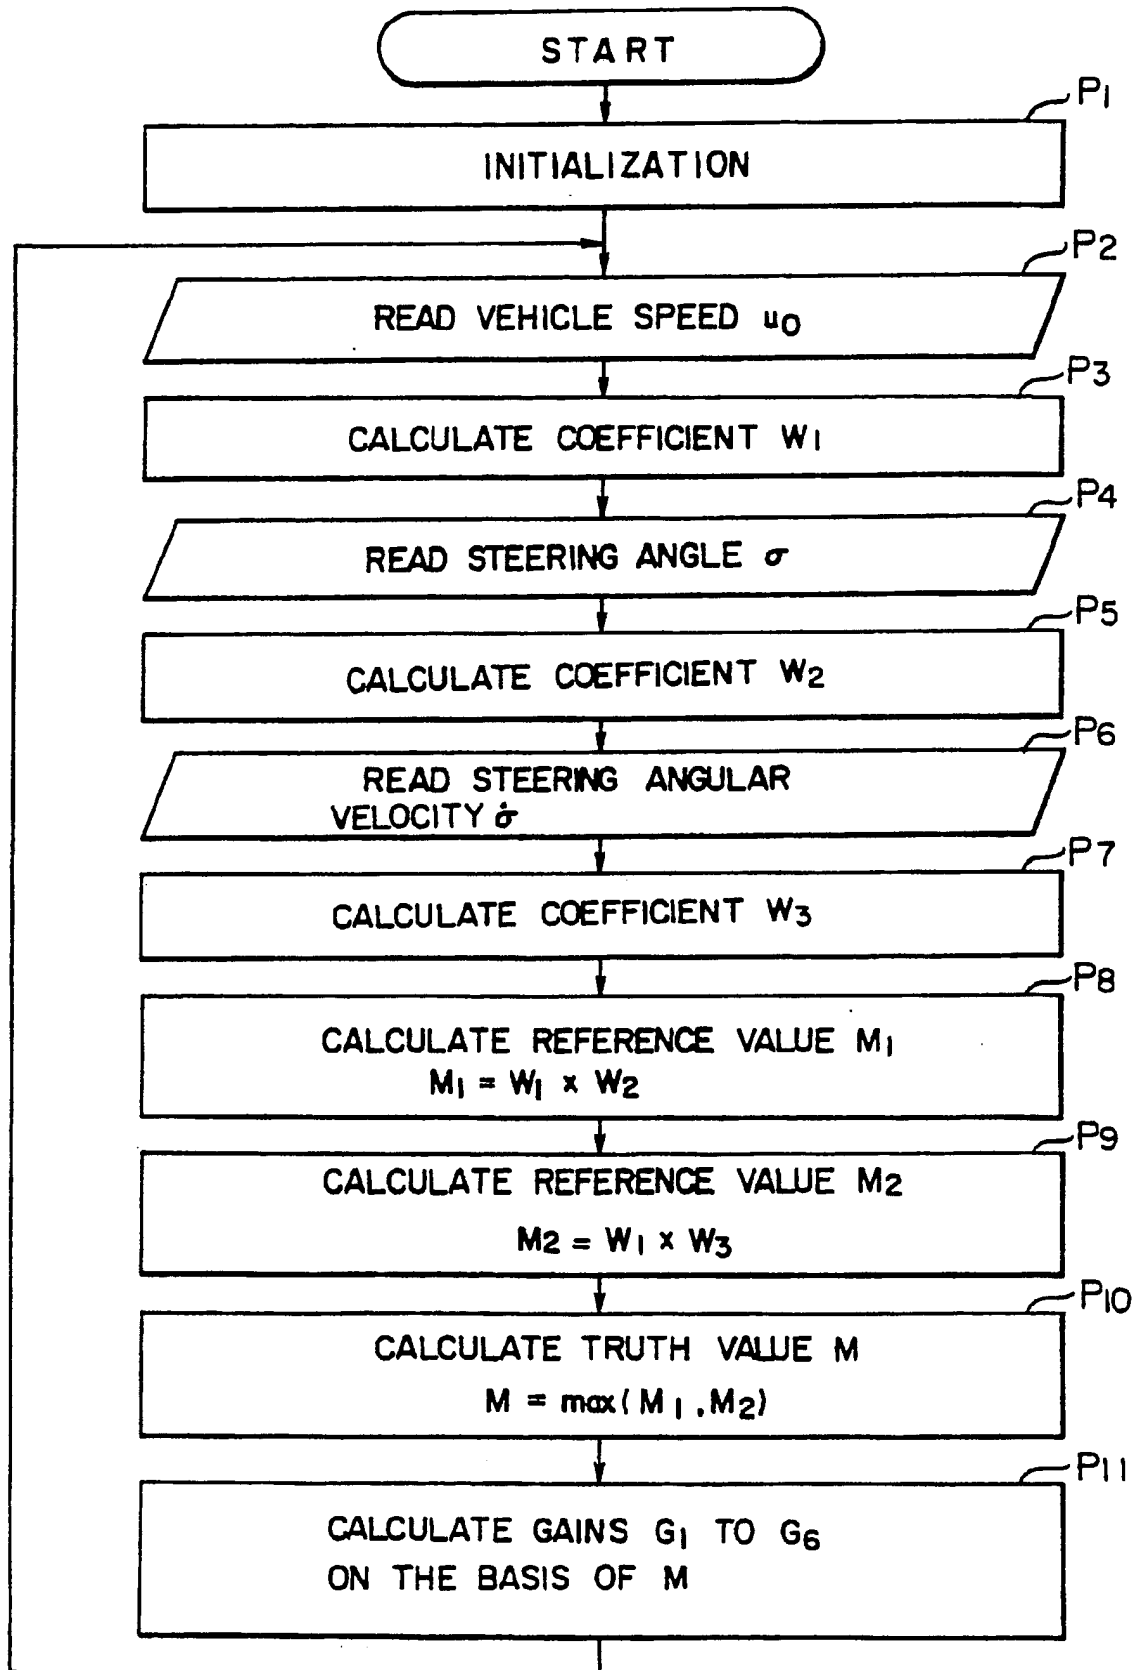 START
P1
INITIALIZATION
P2
READ VEHICLE SPEED u0
P3
CALCULATE COEFFICIENT W1
P4
READ STEERING ANGLE σ
P5
CALCULATE COEFFICIENT W2
P6
READ STEERING ANGULAR
VELOCITY σ̇
P7
CALCULATE COEFFICIENT W3
P8
CALCULATE REFERENCE VALUE M1
M1 = W1 x W2
P9
CALCULATE REFERENCE VALUE M2
M2 = W1 x W3
P10
CALCULATE TRUTH VALUE M
M = max(M1, M2)
P11
CALCULATE GAINS G1 TO G6
ON THE BASIS OF M